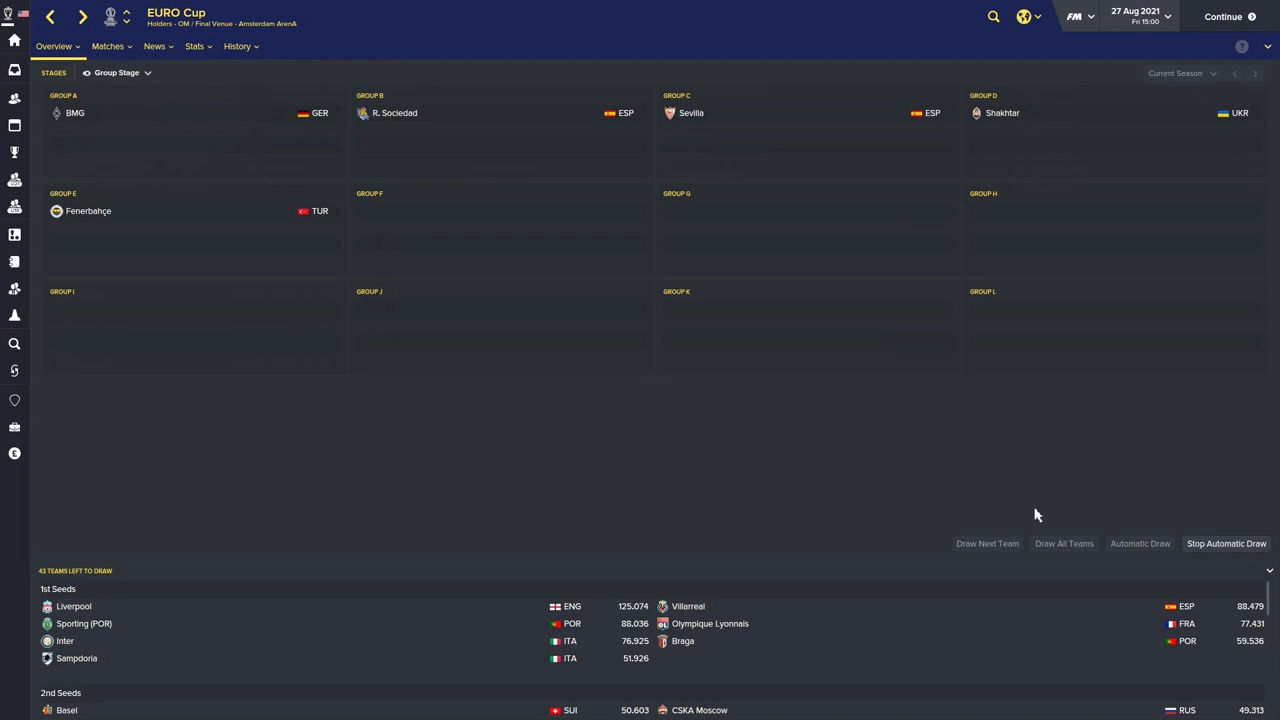 EURO Cup
Holders - OM / Final Venue - Amsterdam ArenA
FM
27 Aug 2021
Fri 15:00
Continue
Overview
Matches
News
Stats
History
?
STAGES
Group Stage
Current Season
GROUP A
BMG GER
GROUP B
R. Sociedad ESP
GROUP C
Sevilla ESP
GROUP D
Shakhtar UKR
GROUP E
Fenerbahçe TUR
GROUP F
GROUP G
GROUP H
GROUP I
GROUP J
GROUP K
GROUP L
Draw Next Team
Draw All Teams
Automatic Draw
Stop Automatic Draw
43 TEAMS LEFT TO DRAW
1st Seeds
Liverpool ENG 125.074 Villarreal ESP 88.479
Sporting (POR) POR 88.036 Olympique Lyonnais FRA 77.431
Inter ITA 76.925 Braga POR 59.536
Sampdoria ITA 51.926
2nd Seeds
Basel SUI 50.603 CSKA Moscow RUS 49.313